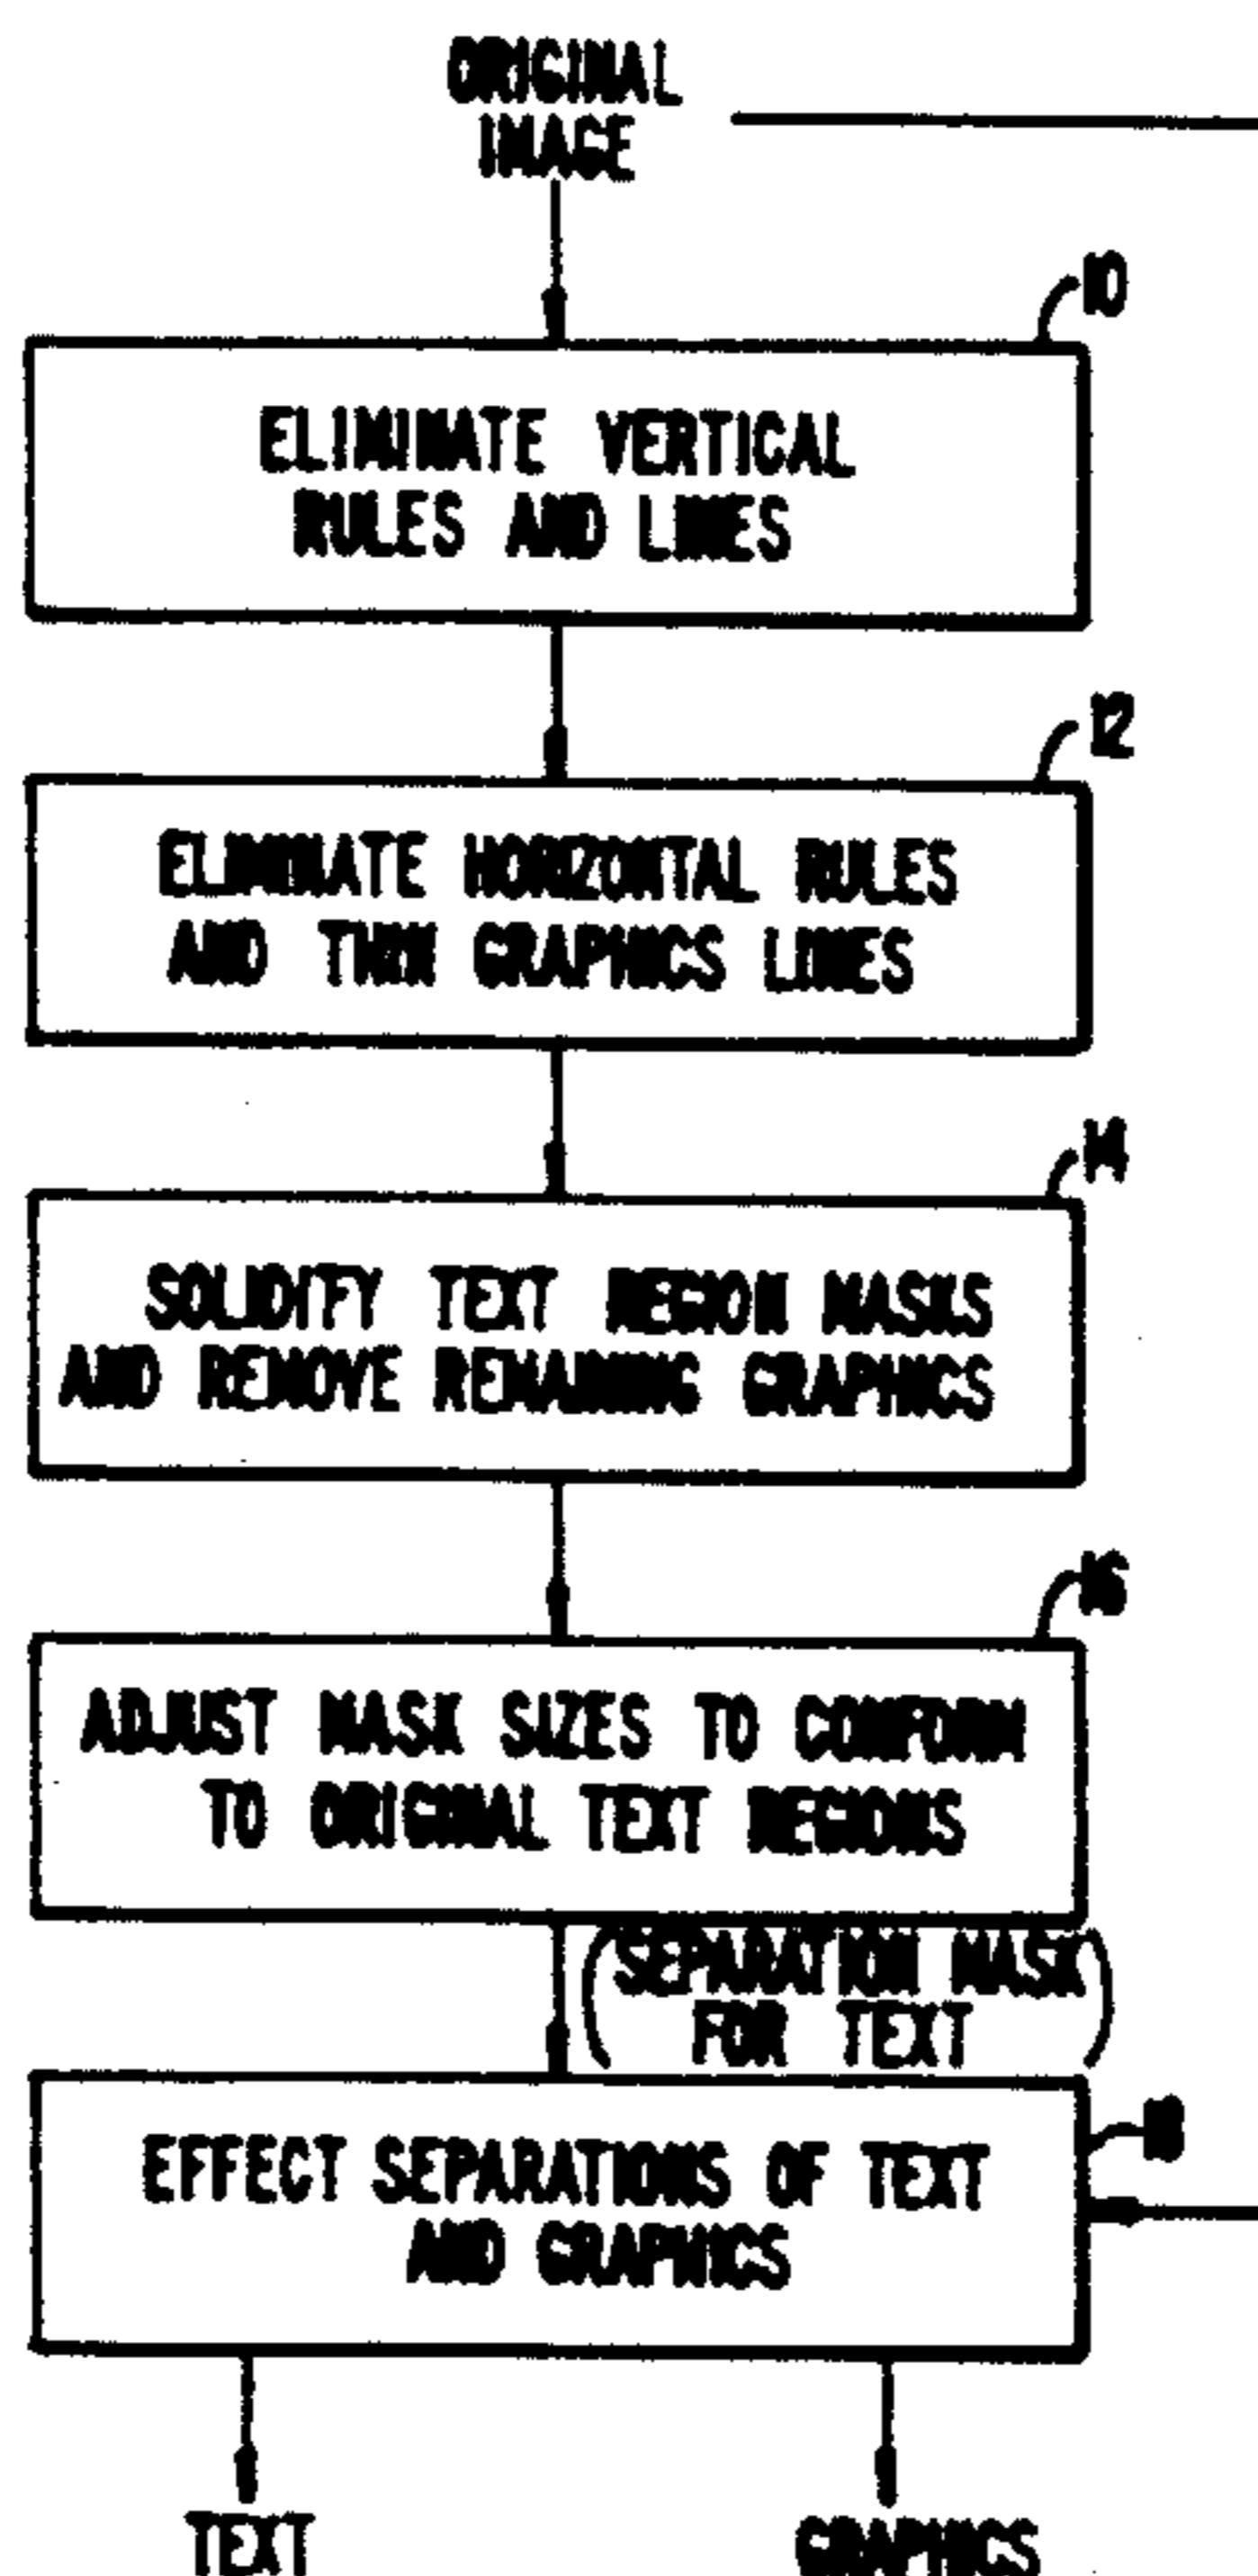 ORIGINAL
IMAGE
10
ELIMINATE VERTICAL
RULES AND LINES
12
ELIMINATE HORIZONTAL RULES
AND THIN GRAPHICS LINES
14
SOLIDIFY TEXT REGION MASKS
AND REMOVE REMAINING GRAPHICS
16
ADJUST MASK SIZES TO CONFORM
TO ORIGINAL TEXT REGIONS
(SEPARATION MASK
FOR TEXT)
18
EFFECT SEPARATIONS OF TEXT
AND GRAPHICS
TEXT
GRAPHICS